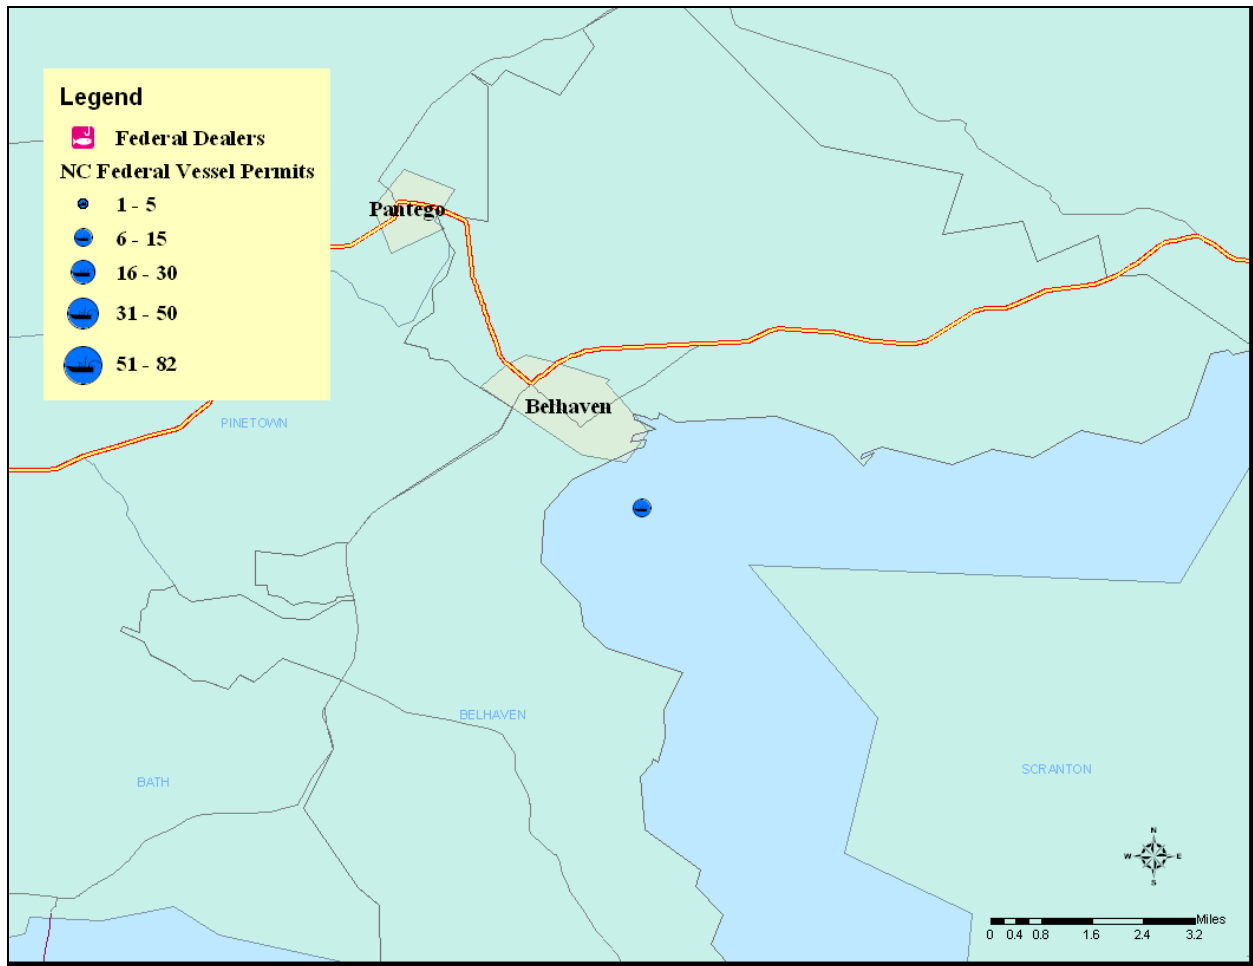 Legend
Federal Dealers
NC Federal Vessel Permits
1 - 5
6 - 15
16 - 30
31 - 50
51 - 82
Pantego
Belhaven
PINETOWN
BELHAVEN
BATH
SCRANTON
N
W E
S
Miles
0 0.4 0.8 1.6 2.4 3.2